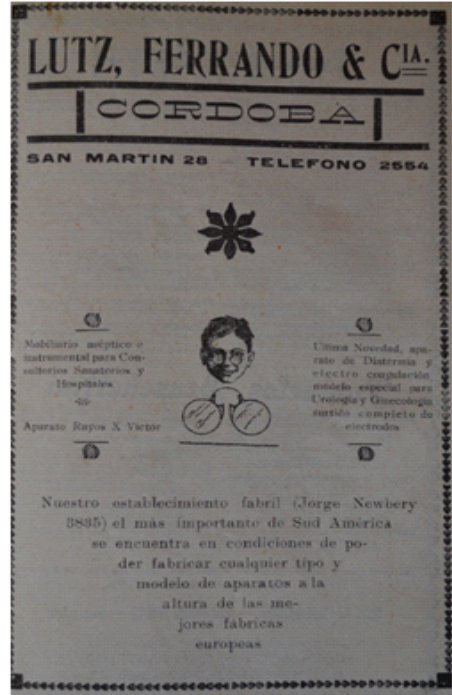 LUTZ, FERRANDO & CIA.
CORDOBA
SAN MARTIN 28 - TELEFONO 2554
Mobiliario aséptico e
instrumental para Con-
sultorios Sanatorios y
Hospitales
Aparato Rayos X Victor
Ultima Novedad, apa-
rato de Diatermia y
electro coagulación
modelo especial para
Urología y Ginecología
surtido completo de
electrodos
Nuestro establecimiento fabril (Jorge Newbery
3835) el más importante de Sud América
se encuentra en condiciones de po-
der fabricar cualquier tipo y
modelo de aparatos a la
altura de las me-
jores fábricas
europeas